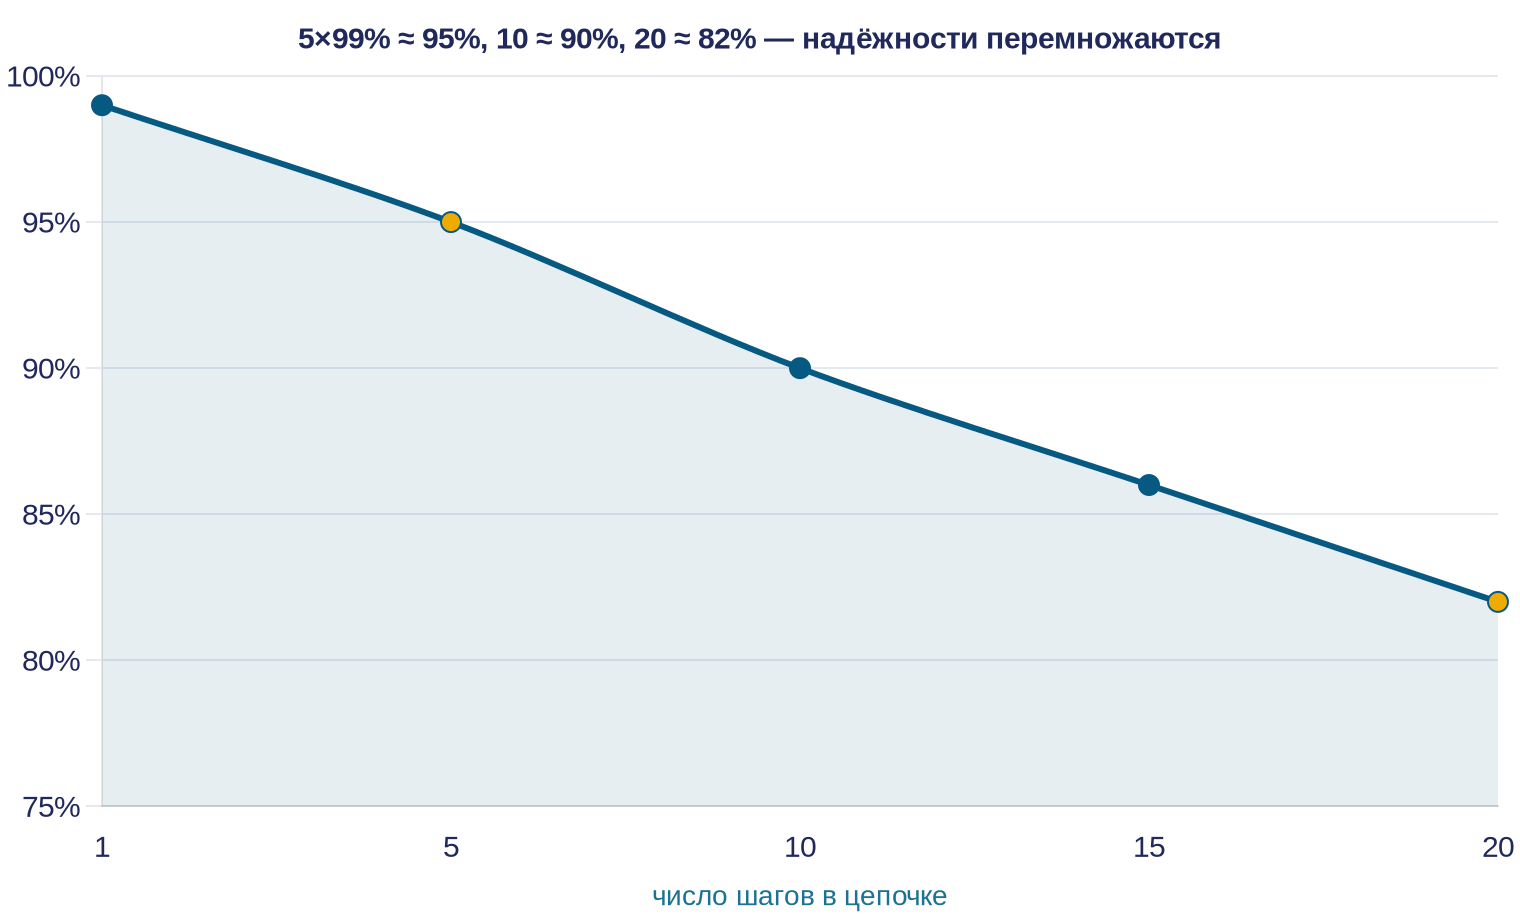 5×99% ≈ 95%, 10 ≈ 90%, 20 ≈ 82% — надёжности перемножаются
100%
95%
90%
85%
80%
75%
1 5 10 15 20
число шагов в цепочке